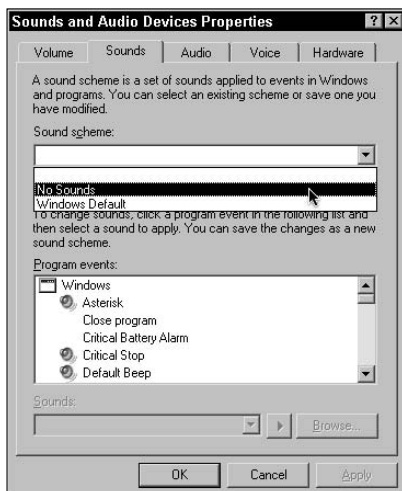 Sounds and Audio Devices Properties
Volume Sounds Audio Voice Hardware
A sound scheme is a set of sounds applied to events in Windows
and programs. You can select an existing scheme or save one you
have modified.
Sound scheme:
No Sounds
Windows Default
To change sounds, click a program event in the following list and
then select a sound to apply. You can save the changes as a new
sound scheme.
Program events:
Windows
Asterisk
Close program
Critical Battery Alarm
Critical Stop
Default Beep
Sounds:
Browse...
OK Cancel Apply